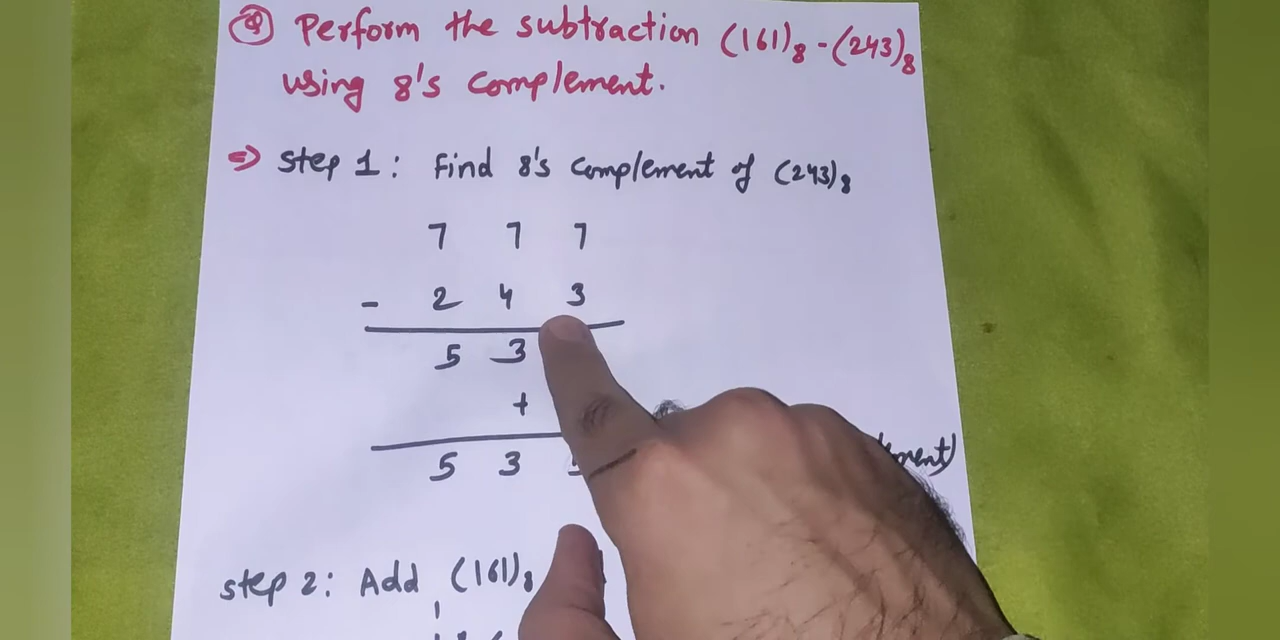 ④ Perform the subtraction (161)8 - (243)8
using 8's complement.
=> Step 1: Find 8's complement of (243)8
7 7 7
- 2 4 3
5 3
+
5 3
step 2: Add (161)8